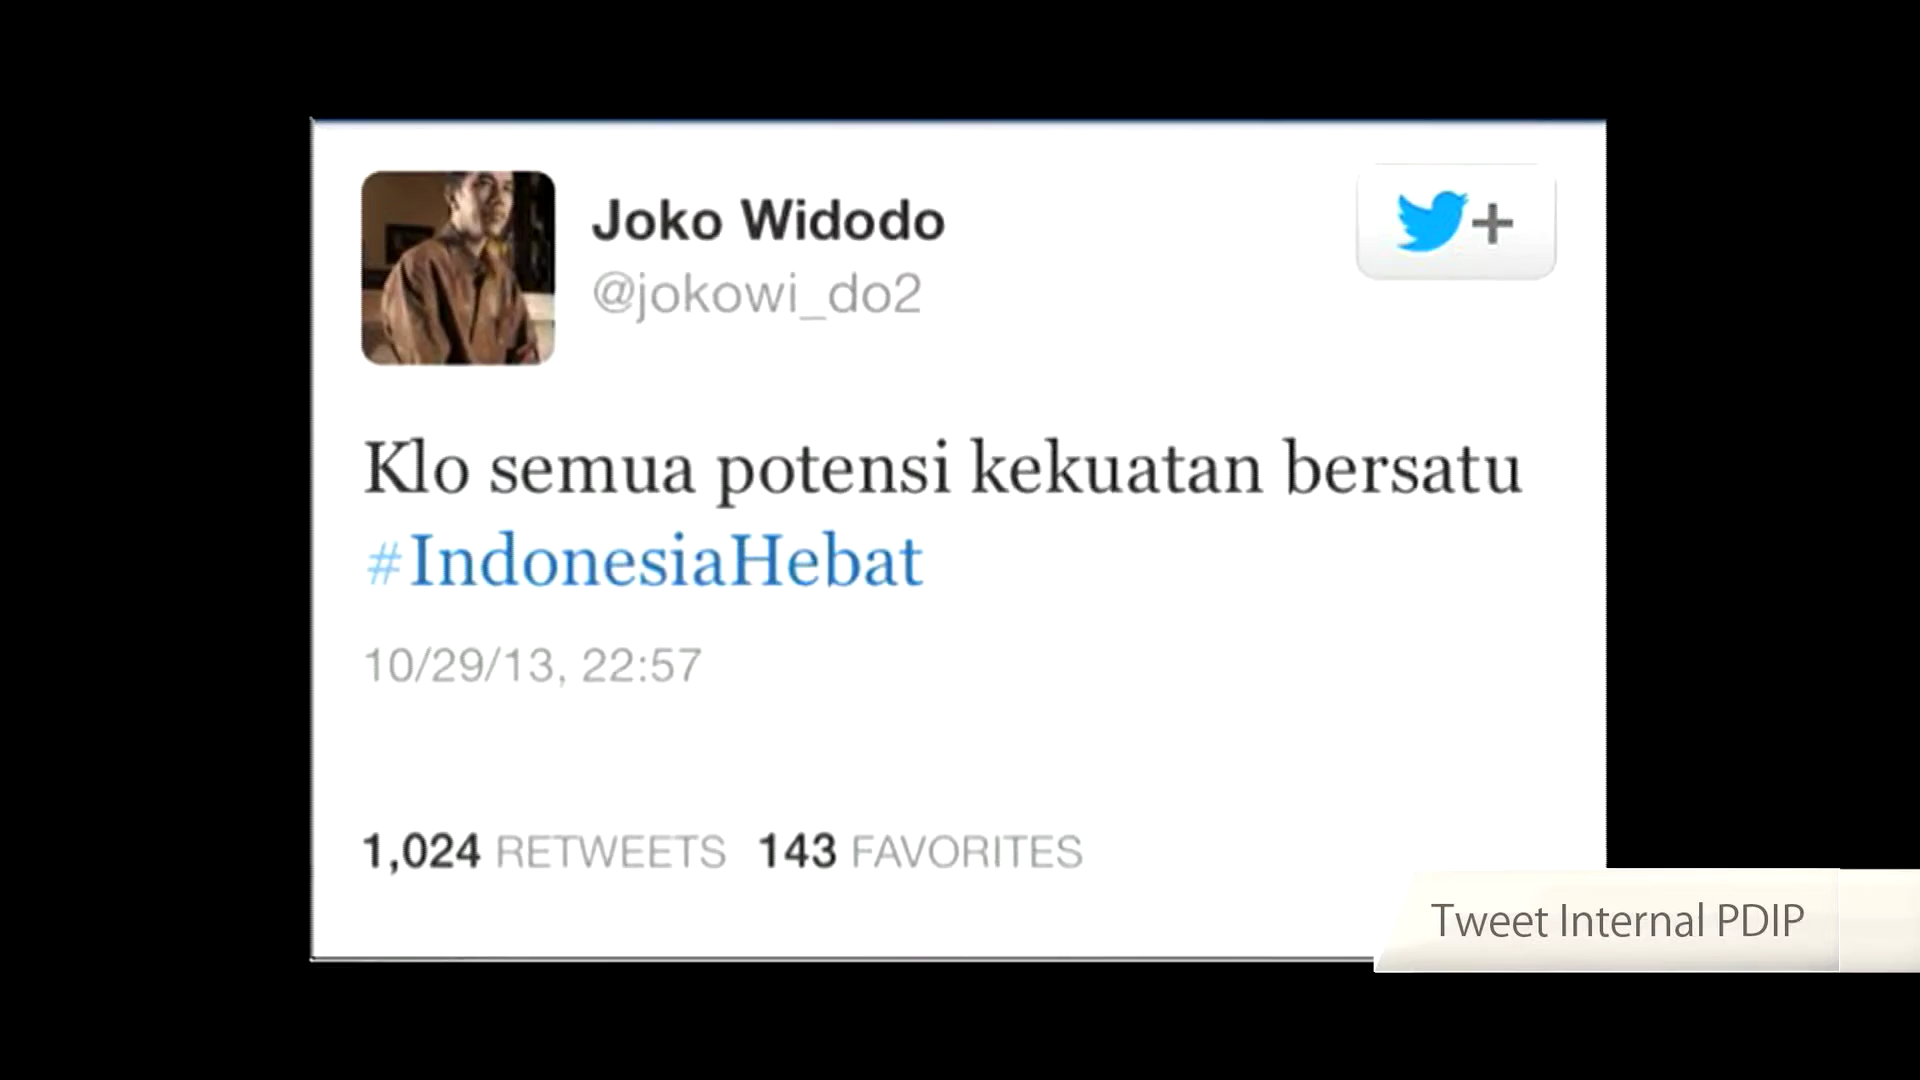 Joko Widodo
@jokowi_do2
Klo semua potensi kekuatan bersatu
#IndonesiaHebat
10/29/13, 22:57
1,024 RETWEETS 143 FAVORITES
Tweet Internal PDIP